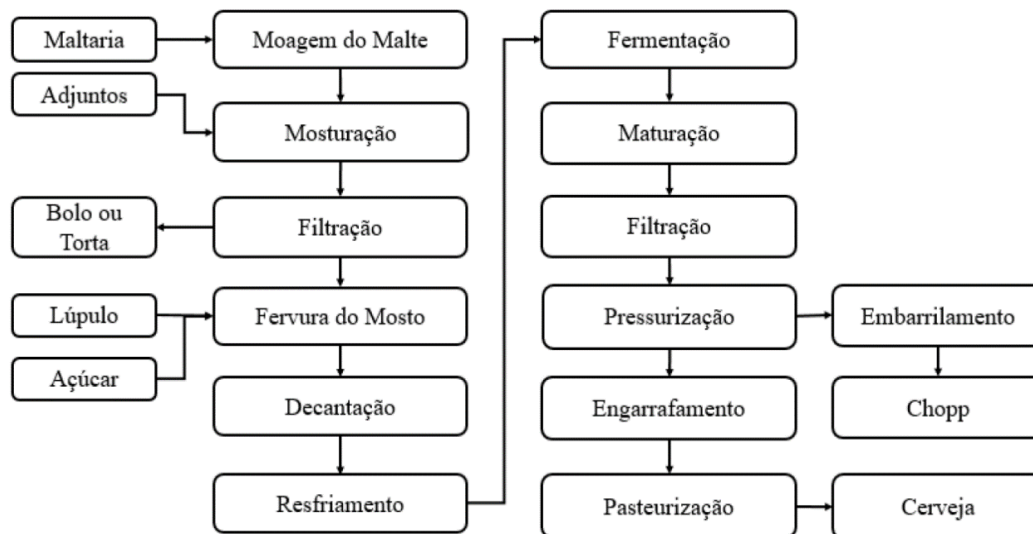 Maltaria
Moagem do Malte
Adjuntos
Mosturação
Filtração
Bolo ou
Torta
Lúpulo
Açúcar
Fervura do Mosto
Decantação
Resfriamento
Fermentação
Maturação
Filtração
Pressurização
Embarrilamento
Chopp
Engarrafamento
Pasteurização
Cerveja